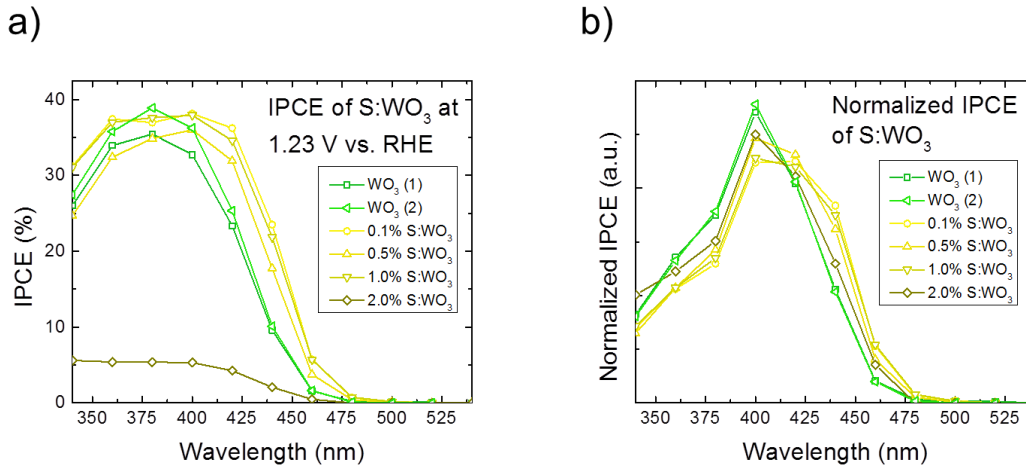 a)
IPCE of S:WO₃ at
1.23 V vs. RHE
WO₃ (1)
WO₃ (2)
0.1% S:WO₃
0.5% S:WO₃
1.0% S:WO₃
2.0% S:WO₃
40
30
20
10
0
IPCE (%)
350 375 400 425 450 475 500 525
Wavelength (nm)
b)
Normalized IPCE
of S:WO₃
WO₃ (1)
WO₃ (2)
0.1% S:WO₃
0.5% S:WO₃
1.0% S:WO₃
2.0% S:WO₃
Normalized IPCE (a.u.)
350 375 400 425 450 475 500 525
Wavelength (nm)